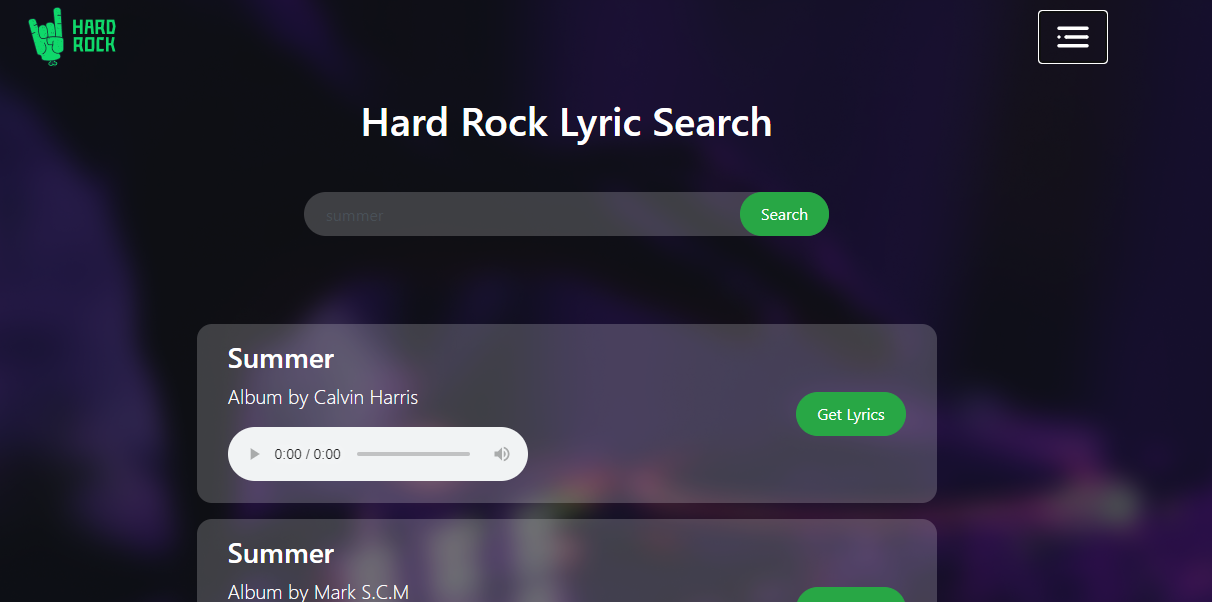 HARD
ROCK
Hard Rock Lyric Search
summer
Search
Summer
Album by Calvin Harris
Get Lyrics
0:00 / 0:00
Summer
Album by Mark S.C.M